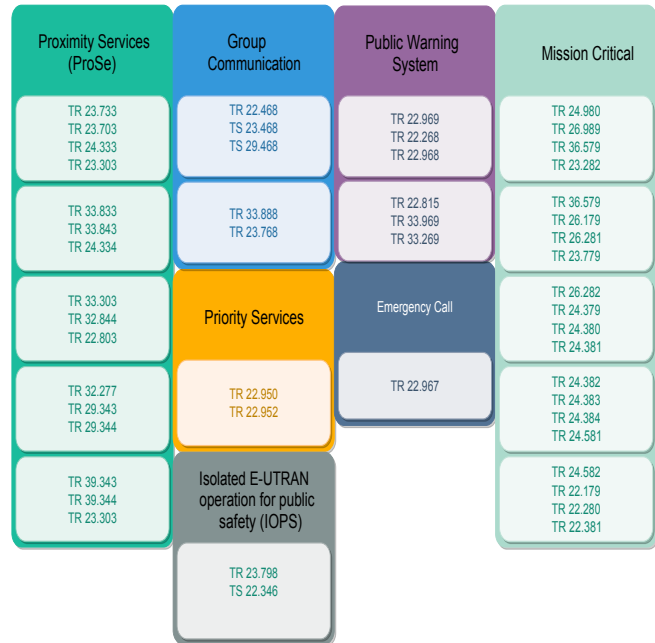 Proximity Services
(ProSe)
TR 23.733
TR 23.703
TR 24.333
TR 23.303
TR 33.833
TR 33.843
TR 24.334
TR 33.303
TR 32.844
TR 22.803
TR 32.277
TR 29.343
TR 29.344
TR 39.343
TR 39.344
TR 23.303
Group
Communication
TR 22.468
TS 23.468
TS 29.468
TR 33.888
TR 23.768
Priority Services
TR 22.950
TR 22.952
Isolated E-UTRAN
operation for public
safety (IOPS)
TR 23.798
TS 22.346
Public Warning
System
TR 22.969
TR 22.268
TR 22.968
TR 22.815
TR 33.969
TR 33.269
Emergency Call
TR 22.967
Mission Critical
TR 24.980
TR 26.989
TR 36.579
TR 23.282
TR 36.579
TR 26.179
TR 26.281
TR 23.779
TR 26.282
TR 24.379
TR 24.380
TR 24.381
TR 24.382
TR 24.383
TR 24.384
TR 24.581
TR 24.582
TR 22.179
TR 22.280
TR 22.381